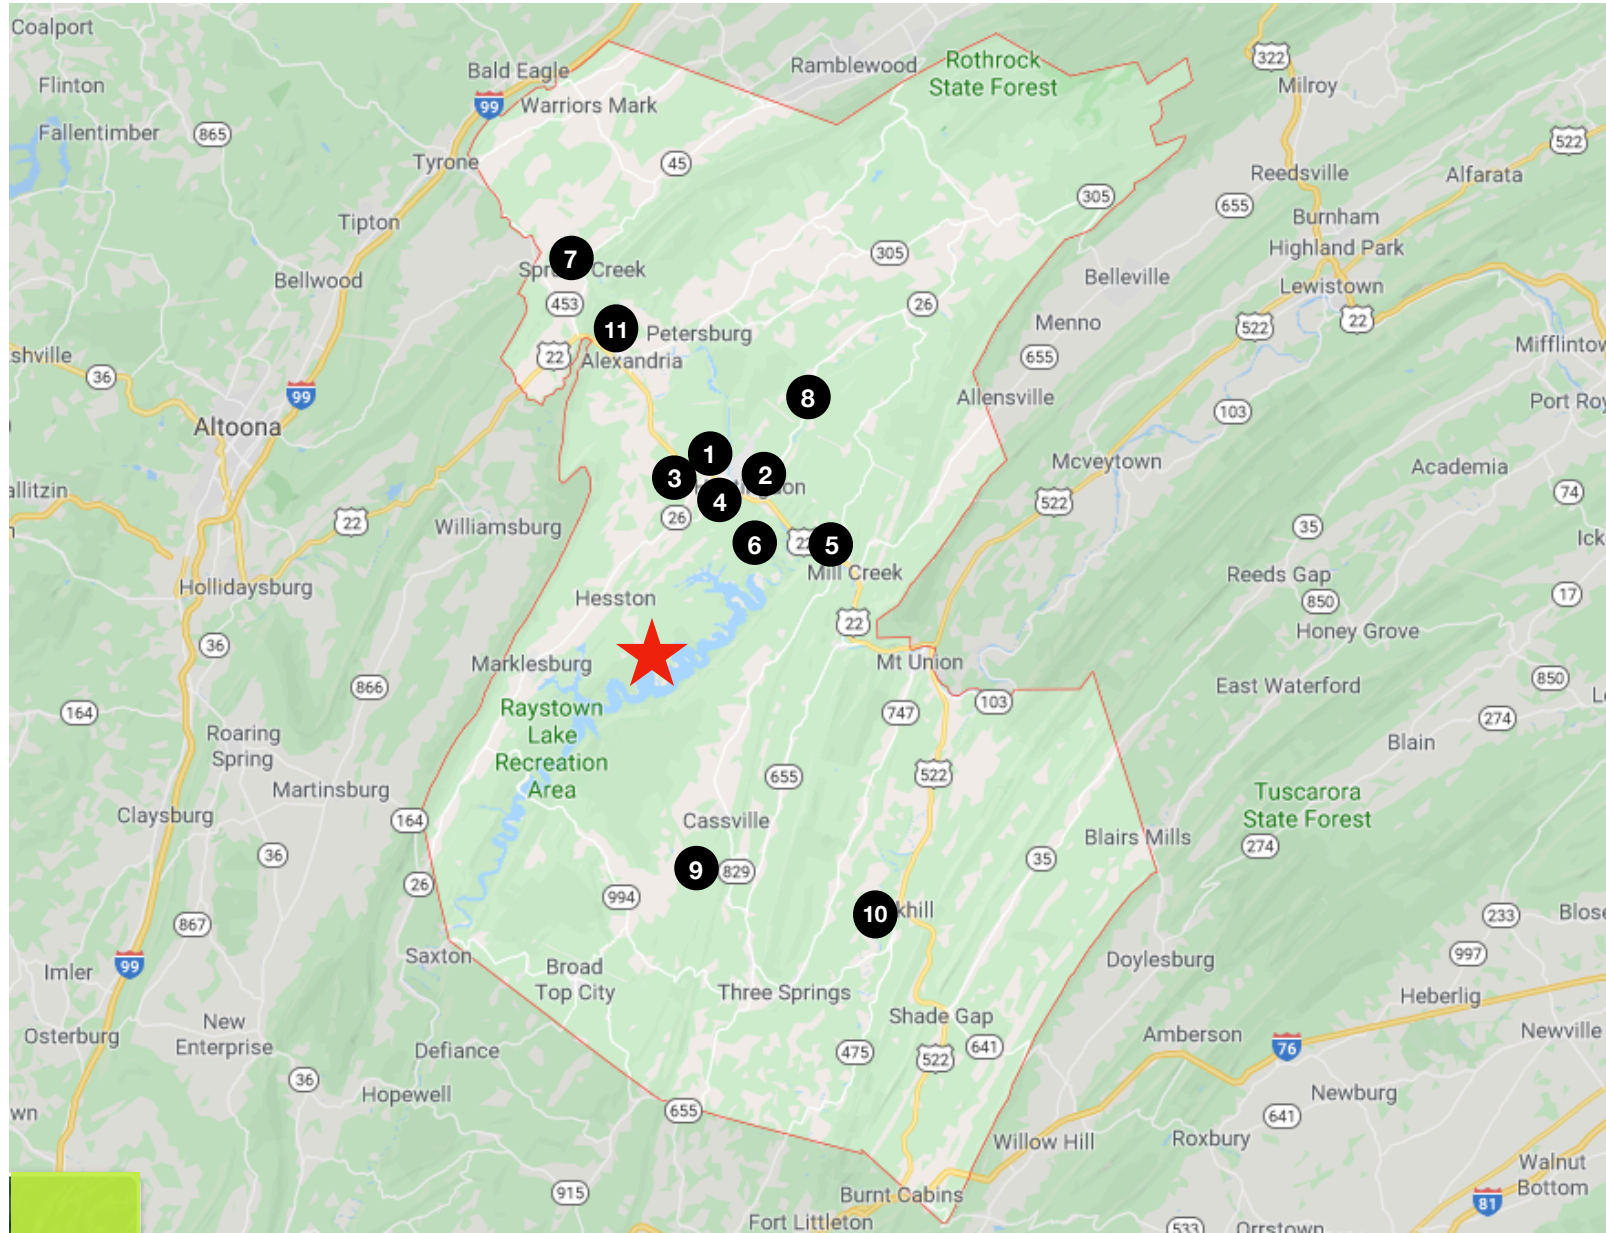 Coalport
Ramblewood
Rothrock
State Forest
322
Bald Eagle
Flinton
Milroy
99
Warriors Mark
Fallentimber
865
522
Tyrone
45
Reedsville
Alfarata
305
655
Tipton
Burnham
305
Highland Park
7
Creek
Bellwood
Belleville
Lewistown
453
26
11
Petersburg
Menno
522
22
shville
22
Alexandria
655
Mifflintow
36
99
8
Allensville
103
Port Roy
Altoona
1
3
2
Mcveytown
Academia
allitzin
4
522
74
22
Williamsburg
26
35
6
22
5
Ick
Mill Creek
Reeds Gap
Hollidaysburg
Hesston
850
17
22
Honey Grove
36
Marklesburg
Mt Union
866
East Waterford
850
164
Raystown
Lake
Recreation
Area
747
103
274
Roaring
Spring
Blain
655
522
Martinsburg
Tuscarora
State Forest
Claysburg
164
Cassville
Blairs Mills
274
36
35
9
829
26
994
10
khill
233
Blose
867
Saxton
997
Imler
99
Broad
Top City
Doylesburg
Three Springs
Heberlig
Shade Gap
New
Enterprise
Osterburg
Amberson
Newville
Defiance
475
522
641
76
36
Hopewell
Newburg
wn
655
641
Willow Hill
Roxbury
Walnut
Bottom
915
Burnt Cabins
81
Fort Littleton
533
Orrstown